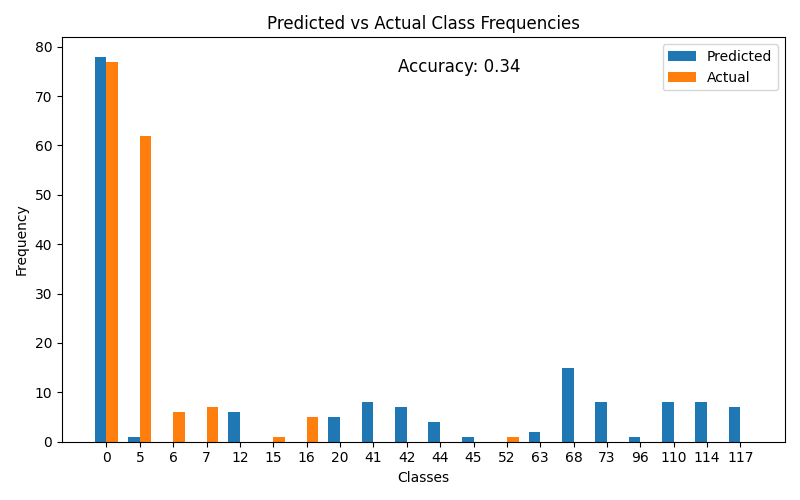 Predicted vs Actual Class Frequencies
Accuracy: 0.34
Predicted
Actual
Frequency
80
70
60
50
40
30
20
10
0
0 5 6 7 12 15 16 20 41 42 44 45 52 63 68 73 96 110 114 117
Classes